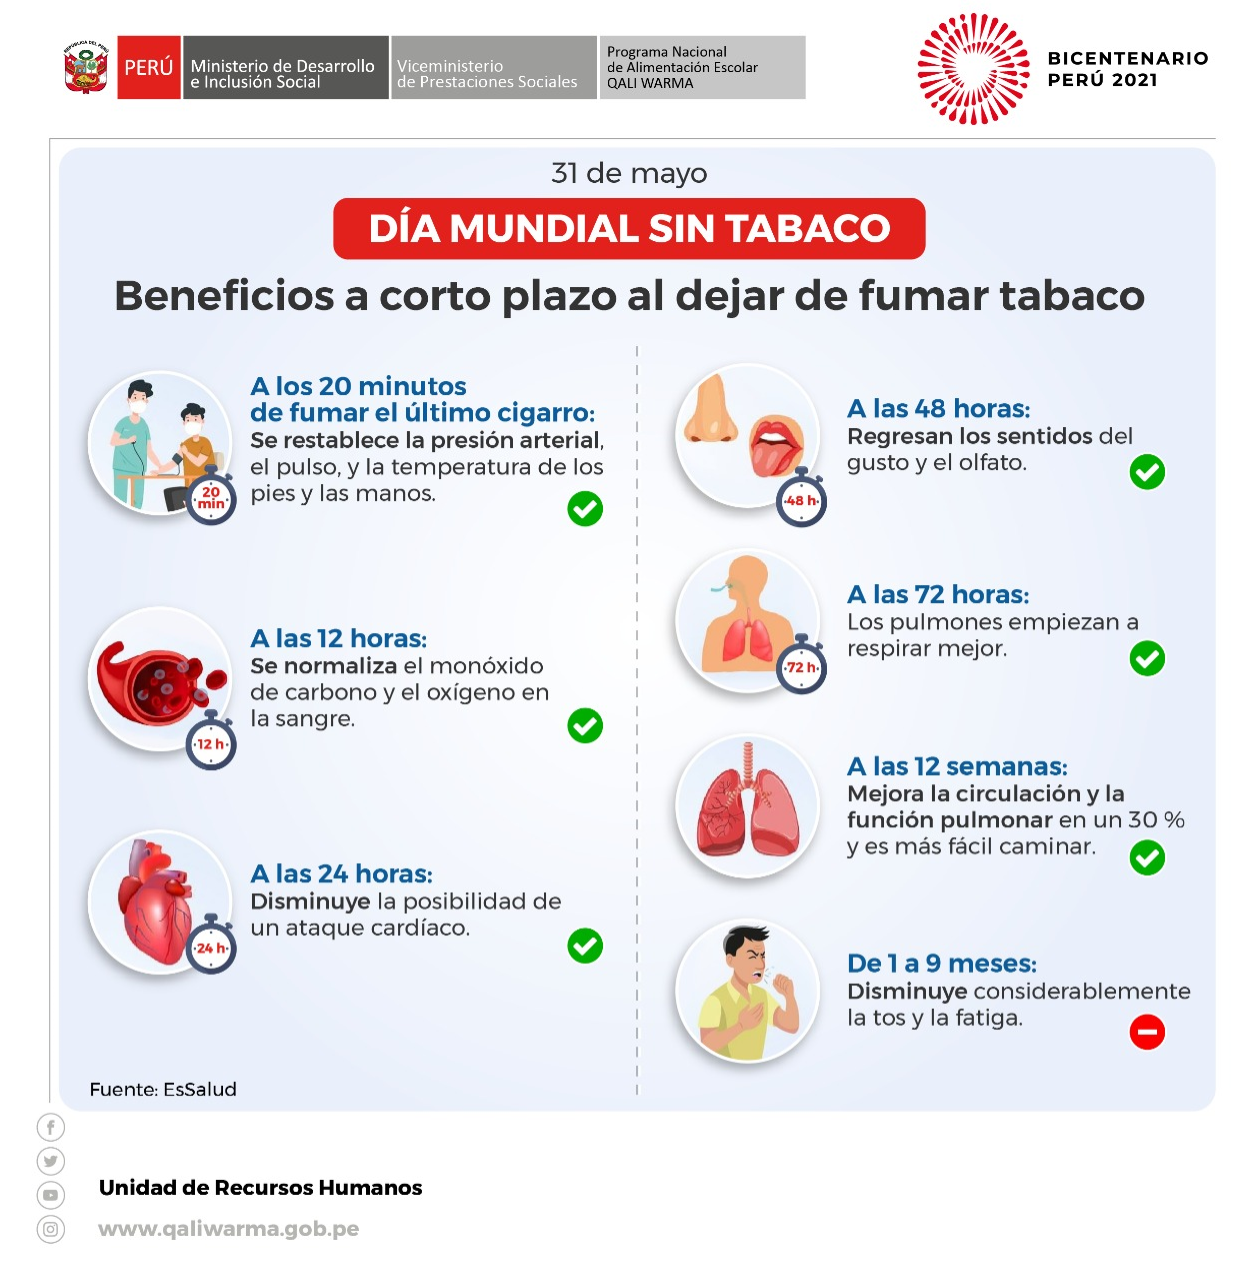 REPÚBLICA DEL PERÚ
PERÚ
Ministerio de Desarrollo
e Inclusión Social
Viceministerio
de Prestaciones Sociales
Programa Nacional
de Alimentación Escolar
QALI WARMA
BICENTENARIO
PERÚ 2021
31 de mayo
DÍA MUNDIAL SIN TABACO
Beneficios a corto plazo al dejar de fumar tabaco
A los 20 minutos
de fumar el último cigarro:
Se restablece la presión arterial,
el pulso, y la temperatura de los
pies y las manos.
20
min
A las 12 horas:
Se normaliza el monóxido
de carbono y el oxígeno en
la sangre.
12 h
A las 24 horas:
Disminuye la posibilidad de
un ataque cardíaco.
24 h
A las 48 horas:
Regresan los sentidos del
gusto y el olfato.
48 h
A las 72 horas:
Los pulmones empiezan a
respirar mejor.
72 h
A las 12 semanas:
Mejora la circulación y la
función pulmonar en un 30 %
y es más fácil caminar.
De 1 a 9 meses:
Disminuye considerablemente
la tos y la fatiga.
Fuente: EsSalud
Unidad de Recursos Humanos
www.qaliwarma.gob.pe